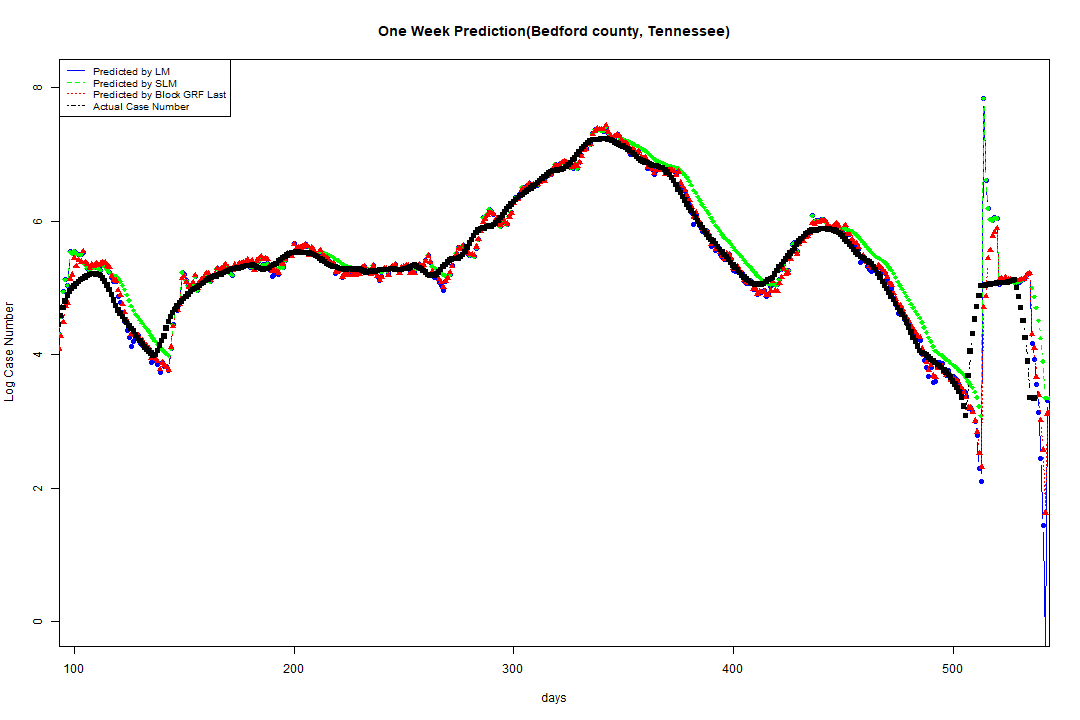 One Week Prediction(Bedford county, Tennessee)
Predicted by LM
Predicted by SLM
Predicted by Block GRF Last
Actual Case Number
8
6
4
2
0
Log Case Number
100 200 300 400 500
days